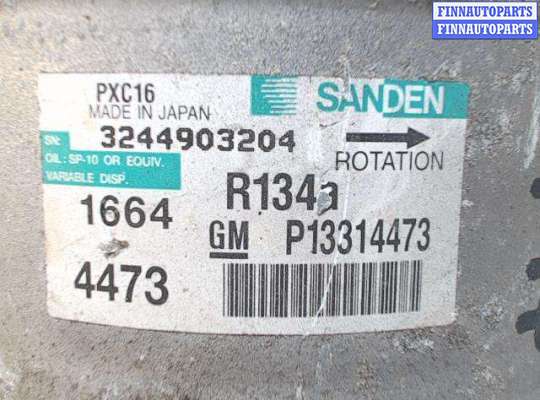 FINNAUTOPARTS
FINNAUTOPARTS
PXC16
MADE IN JAPAN
SANDEN
SN: 3244903204
ROTATION
OIL: SP-10 OR EQUIV.
VARIABLE DISP.
R134a
1664
GM P13314473
4473